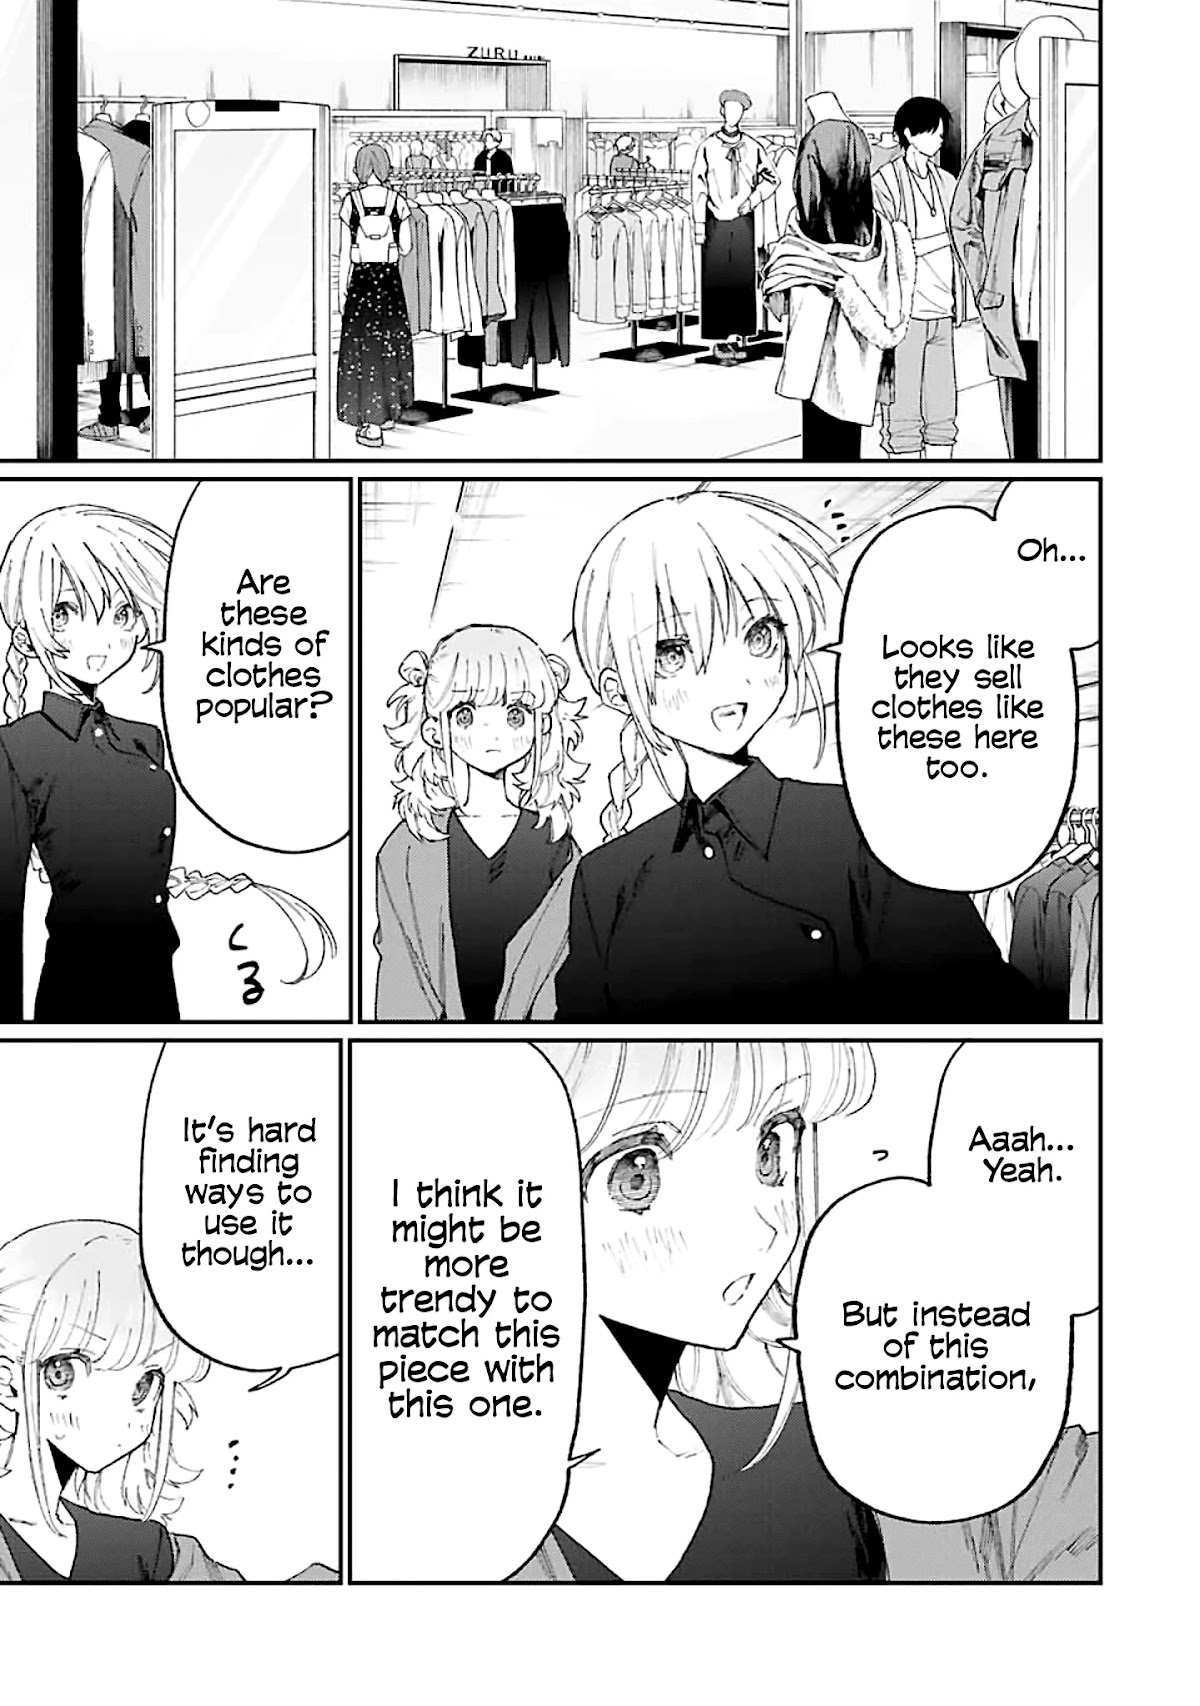 ZURU
Oh...
Looks like
they sell
clothes like
these here
too.
Are
these
kinds of
clothes
popular?
くる
Aaah...
Yeah.
But instead
of this
combination,
I think it
might be
more
trendy to
match this
piece with
this one.
It's hard
finding
ways to
use it
though...